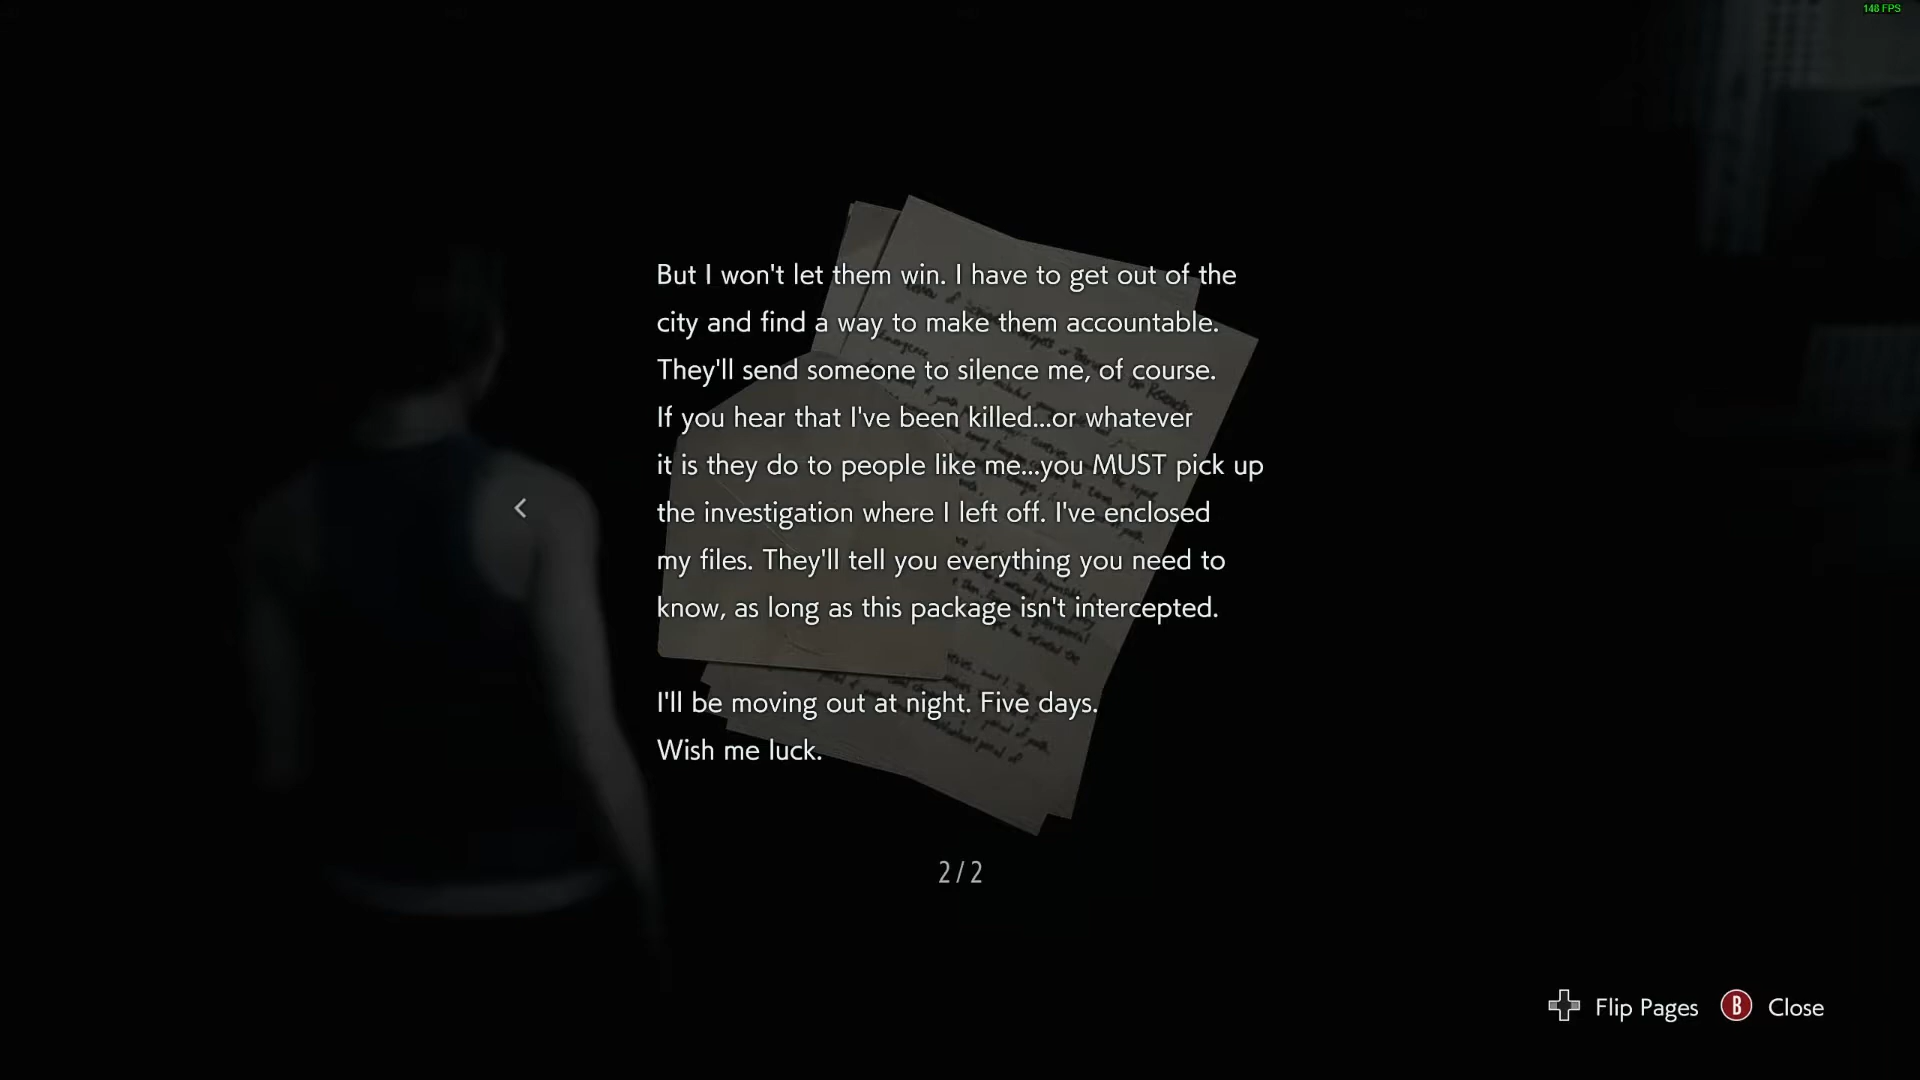 148 FPS
But I won't let them win. I have to get out of the
city and find a way to make them accountable.
They'll send someone to silence me, of course.
If you hear that I've been killed...or whatever
it is they do to people like me...you MUST pick up
the investigation where I left off. I've enclosed
my files. They'll tell you everything you need to
know, as long as this package isn't intercepted.
I'll be moving out at night. Five days.
Wish me luck.
2 / 2
Flip Pages B Close